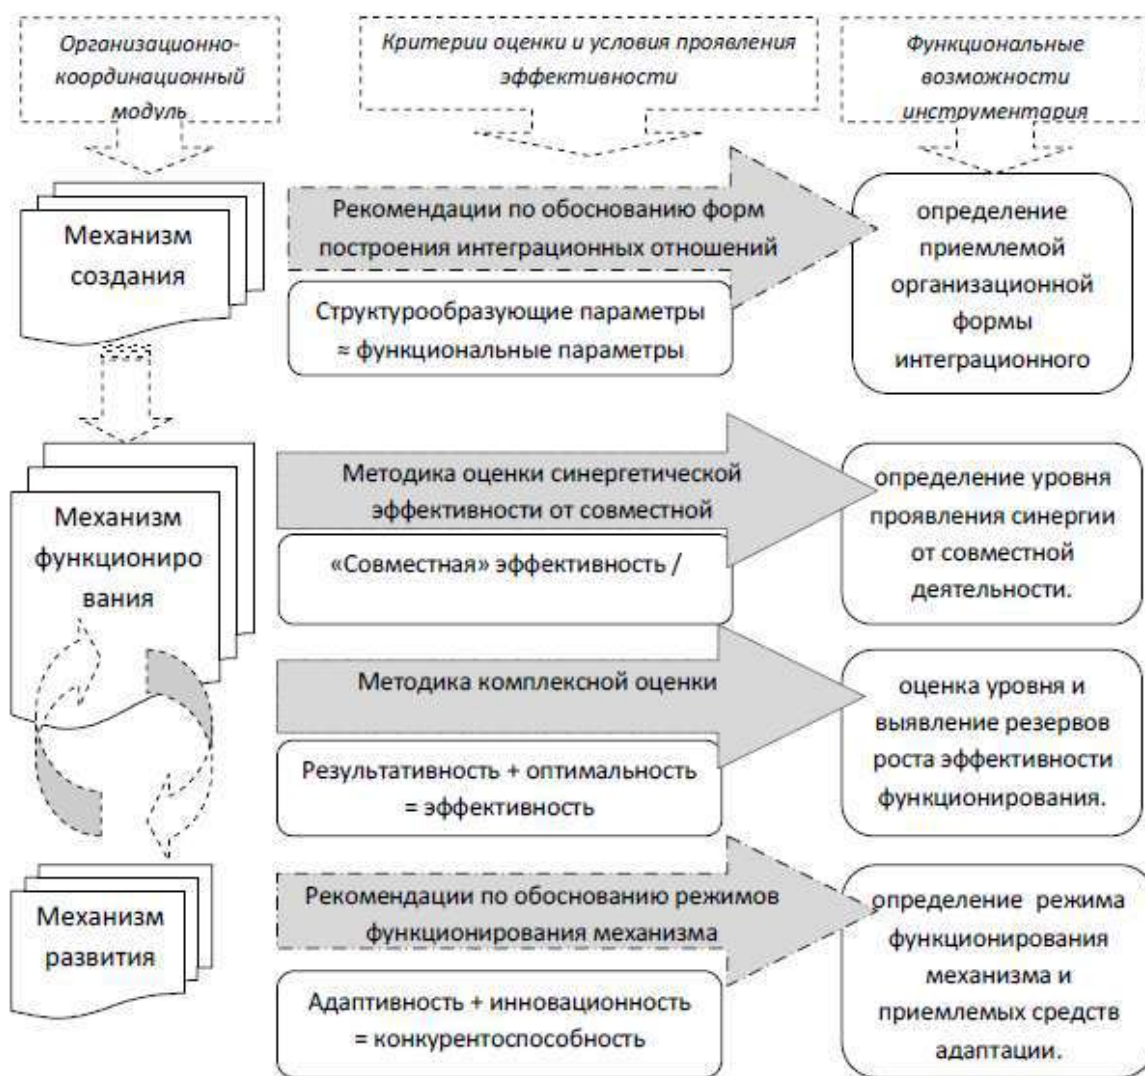 Организационно-
координационный
модуль
Критерии оценки и условия проявления
эффективности
Функциональные
возможности
инструментария
Механизм
создания
Рекомендации по обоснованию форм
построения интеграционных отношений
Структурообразующие параметры
≈ функциональные параметры
определение
приемлемой
организационной
формы
интеграционного
Механизм
функциониро
вания
Методика оценки синергетической
эффективности от совместной
«Совместная» эффективность /
определение уровня
проявления синергии
от совместной
деятельности.
Методика комплексной оценки
Результативность + оптимальность
= эффективность
оценка уровня и
выявление резервов
роста эффективности
функционирования.
Механизм
развития
Рекомендации по обоснованию режимов
функционирования механизма
Адаптивность + инновационность
= конкурентоспособность
определение режима
функционирования
механизма и
приемлемых средств
адаптации.